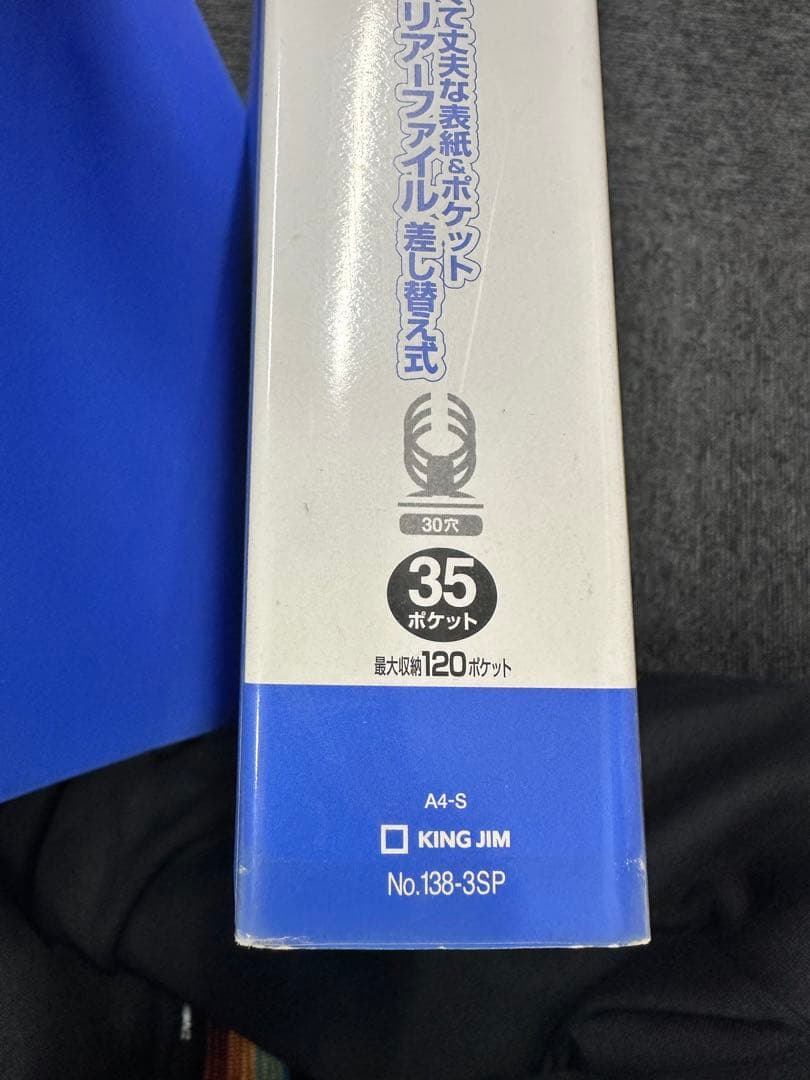 て丈夫な表紙&ポケット
リアーファイル 差し替え式
30穴
35
ポケット
最大収納120ポケット
A4-S
KING JIM
No.138-3SP